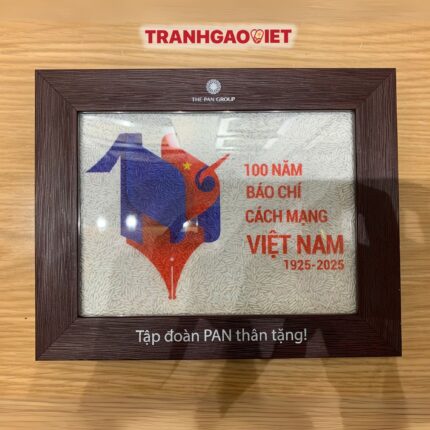 TRANHGAOVIET
THE PAN GROUP
100 NĂM
BÁO CHÍ
CÁCH MẠNG
VIỆT NAM
1925-2025
Tập đoàn PAN thân tặng!